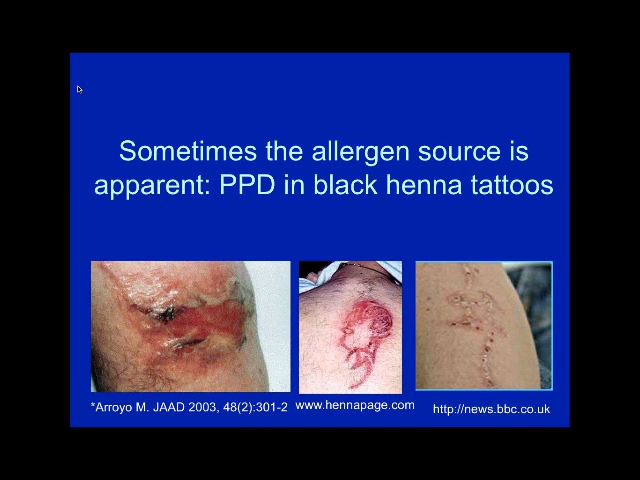 Sometimes the allergen source is
apparent: PPD in black henna tattoos
*Arroyo M. JAAD 2003, 48(2):301-2
www.hennapage.com
http://news.bbc.co.uk